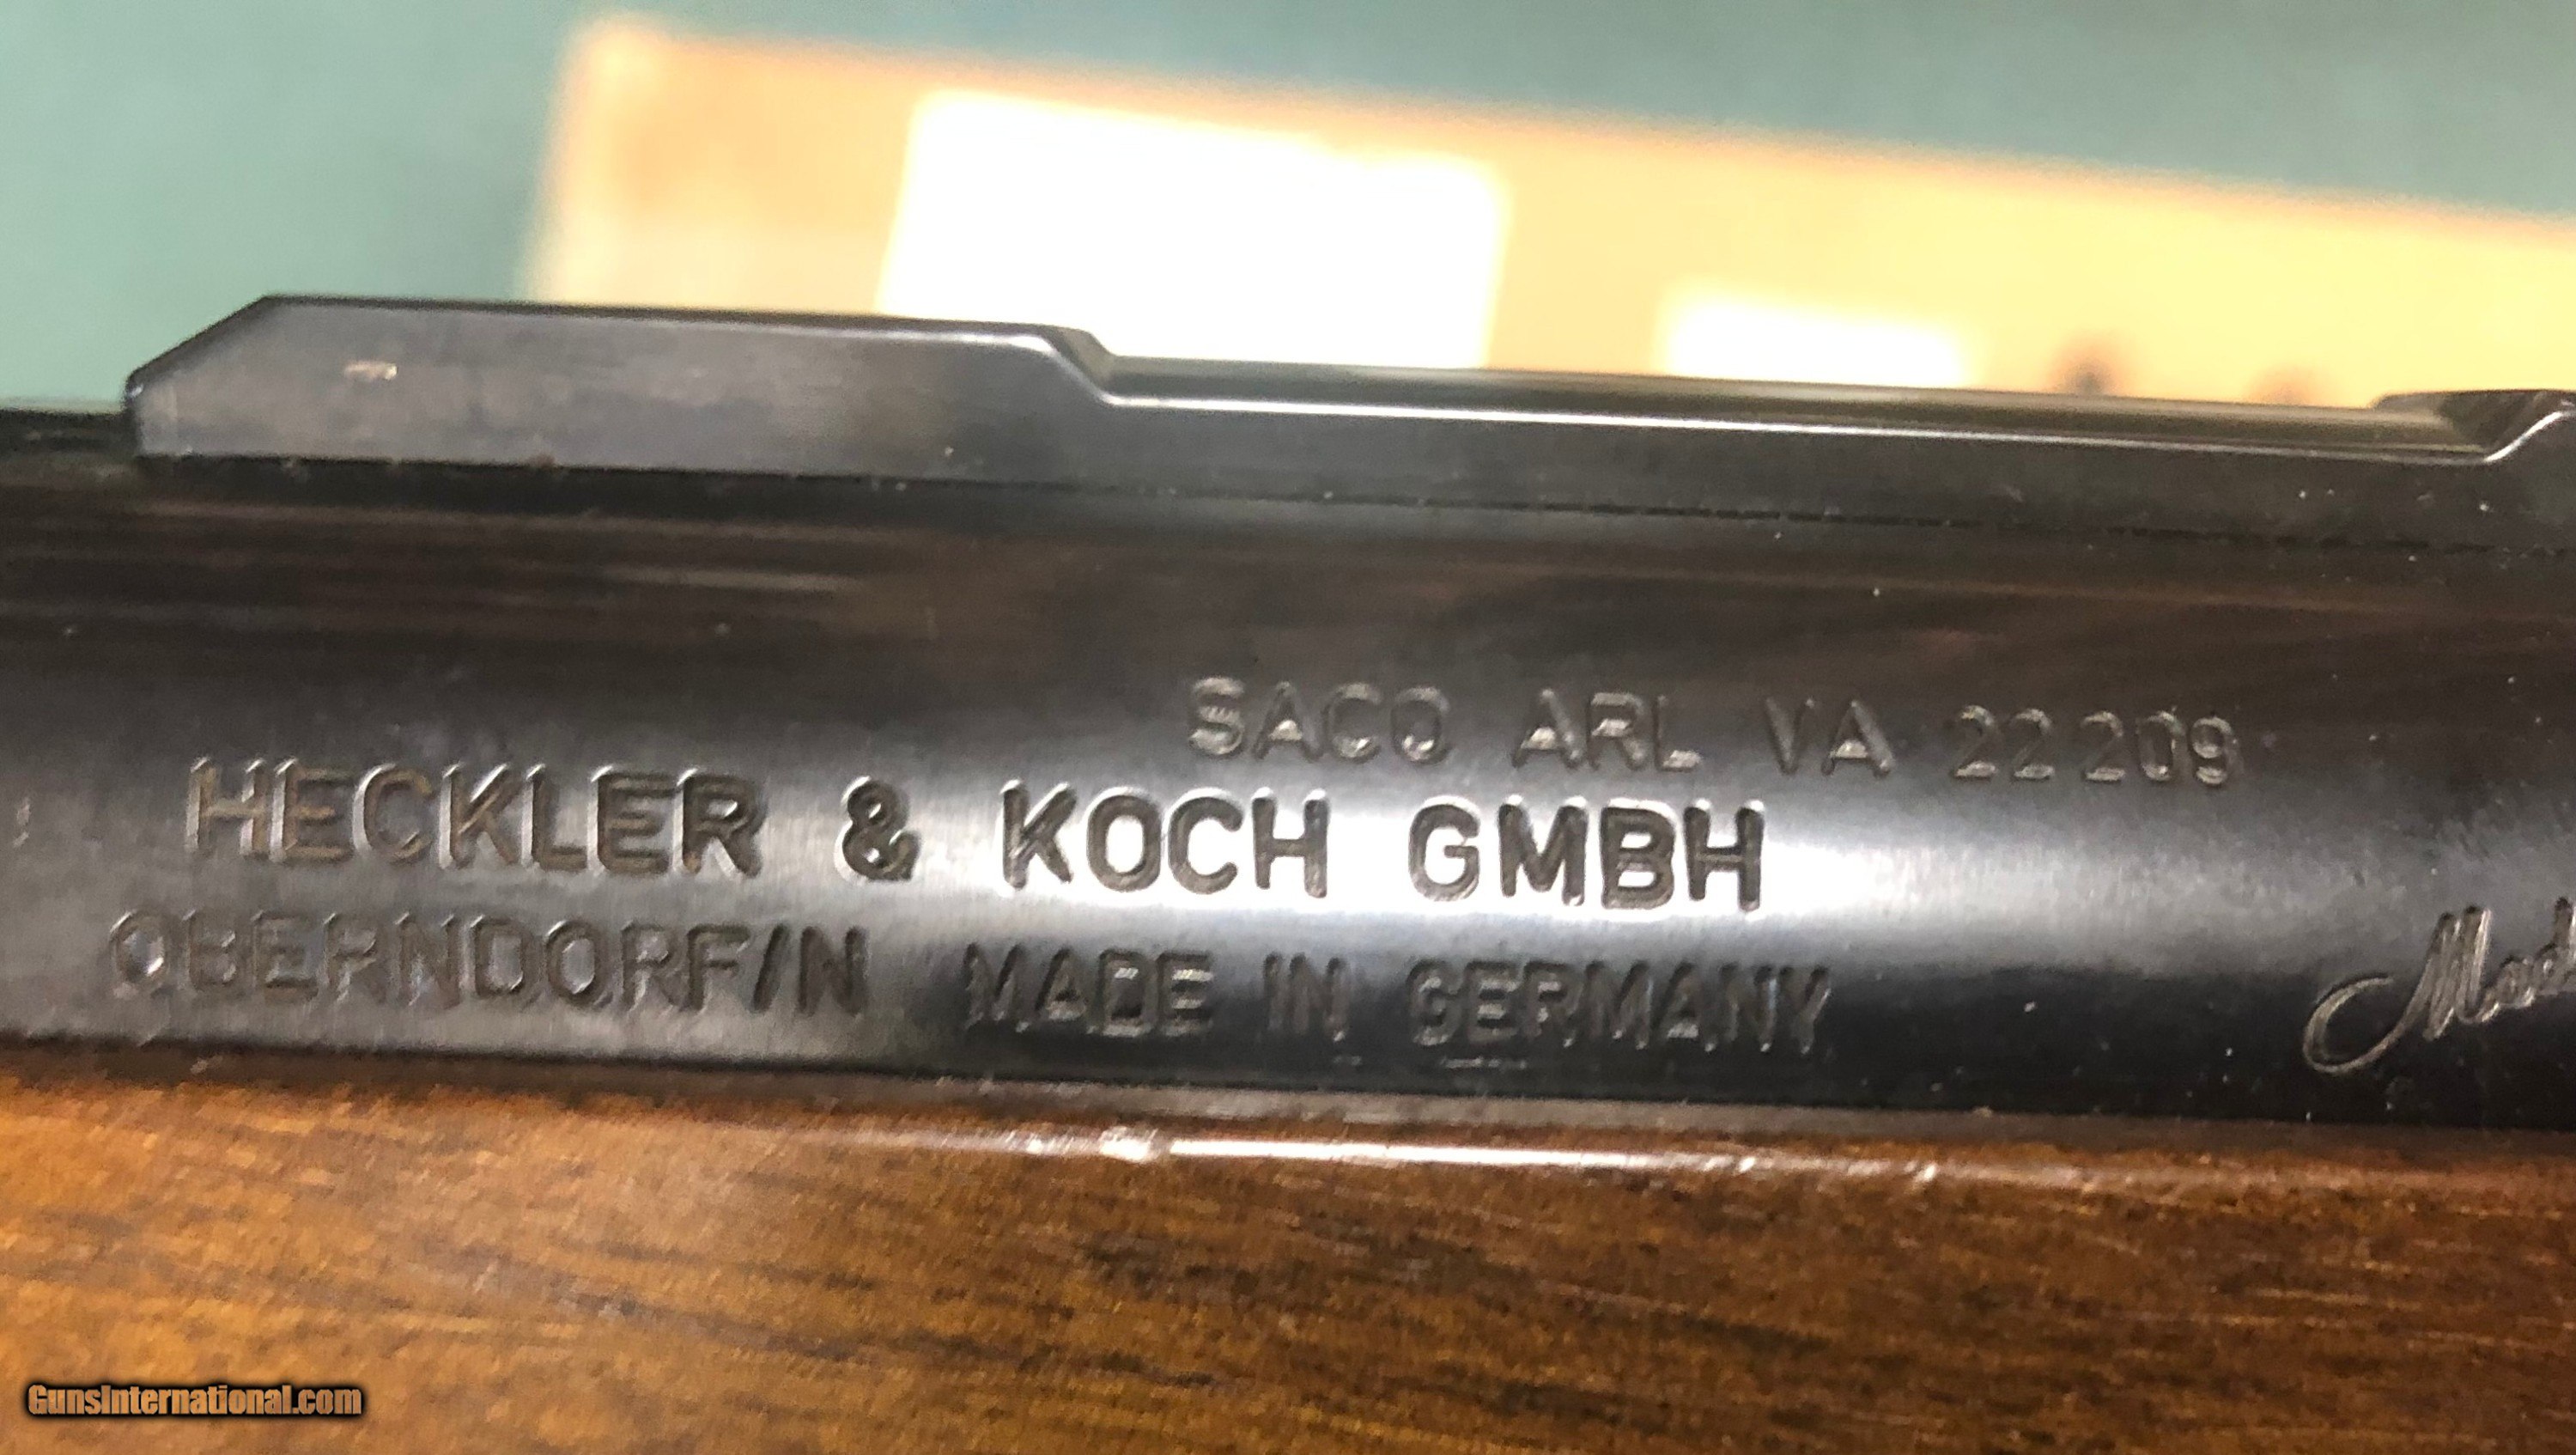 SACO ARL VA 22209
HECKLER & KOCH GMBH
OBERNDORF/N MADE IN GERMANY
GunsInternational.com